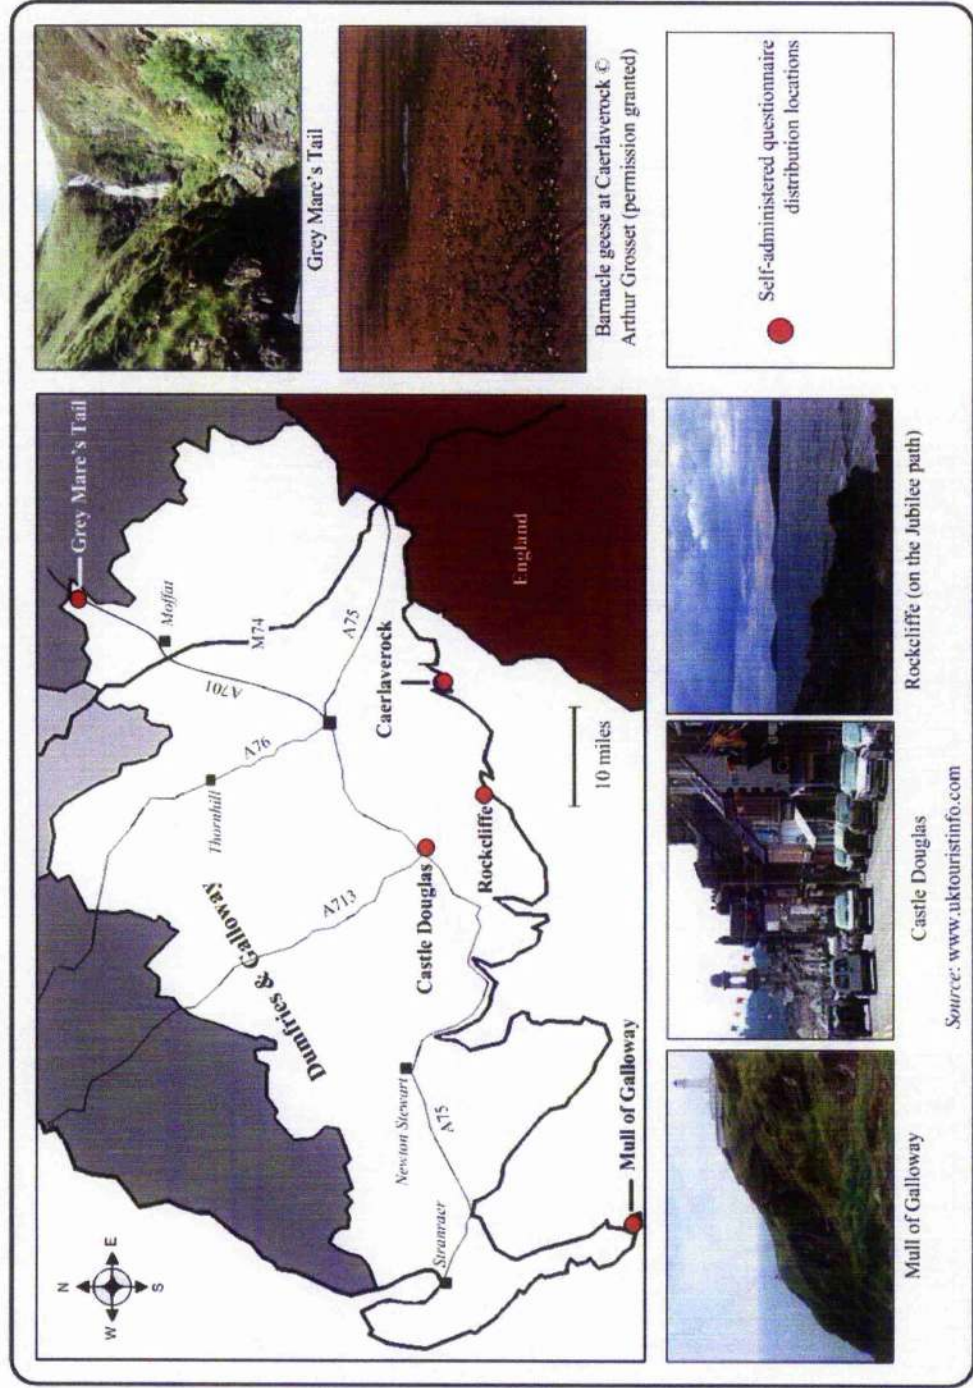 N
W
E
S
Grey Mare's Tail
Moffat
M74
A701
A76
Thornhill
A75
Caerlaverock
England
Dumfries & Galloway
A713
Castle Douglas
Rockcliffe
10 miles
Newton Stewart
A75
Stranraer
Mull of Galloway
Grey Mare's Tail
Barnacle geese at Caerlaverock ©
Arthur Grosset (permission granted)
Self-administered questionnaire
distribution locations
Mull of Galloway
Castle Douglas
Rockcliffe (on the Jubilee path)
Source: www.uktouristinfo.com